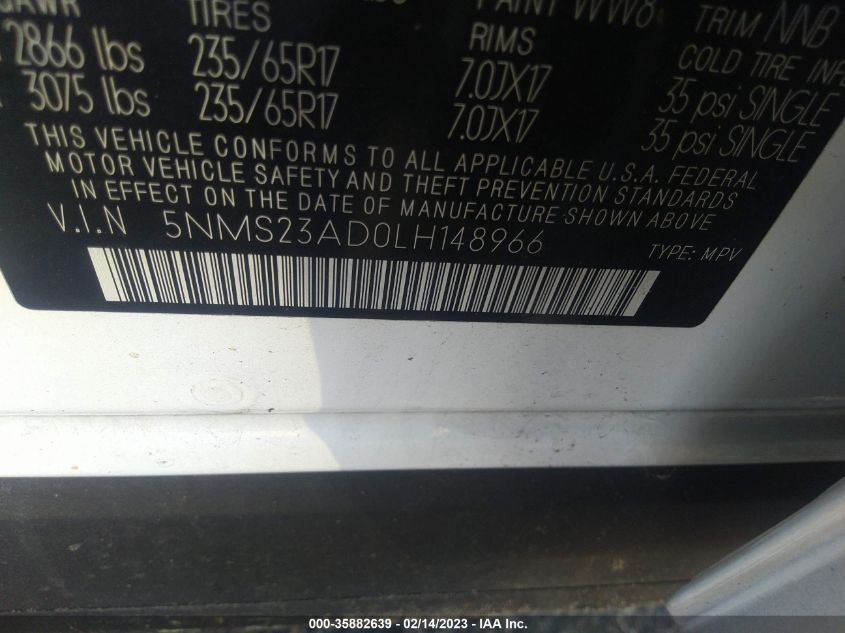 GAWR TIRES RIMS TRIM NNB
2866 lbs 235/65R17 7.0JX17 35 psi SINGLE
3075 lbs 235/65R17 7.0JX17 35 psi SINGLE
PAINT WW8
COLD TIRE
THIS VEHICLE CONFORMS TO ALL APPLICABLE U.S.A. FEDERAL
MOTOR VEHICLE SAFETY AND THEFT PREVENTION STANDARDS
IN EFFECT ON THE DATE OF MANUFACTURE SHOWN ABOVE
V.I.N 5NMS23AD0LH148966 TYPE: MPV
000-35882639 - 02/14/2023 - © IAA Inc.